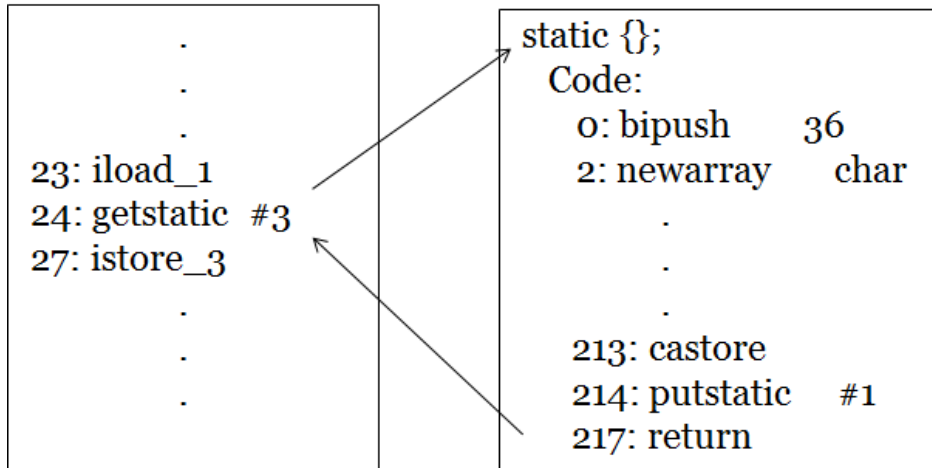 .
.
.
23: iload_1
24: getstatic #3
27: istore_3
.
.
.
static {};
Code:
0: bipush 36
2: newarray char
.
.
.
213: castore
214: putstatic #1
217: return